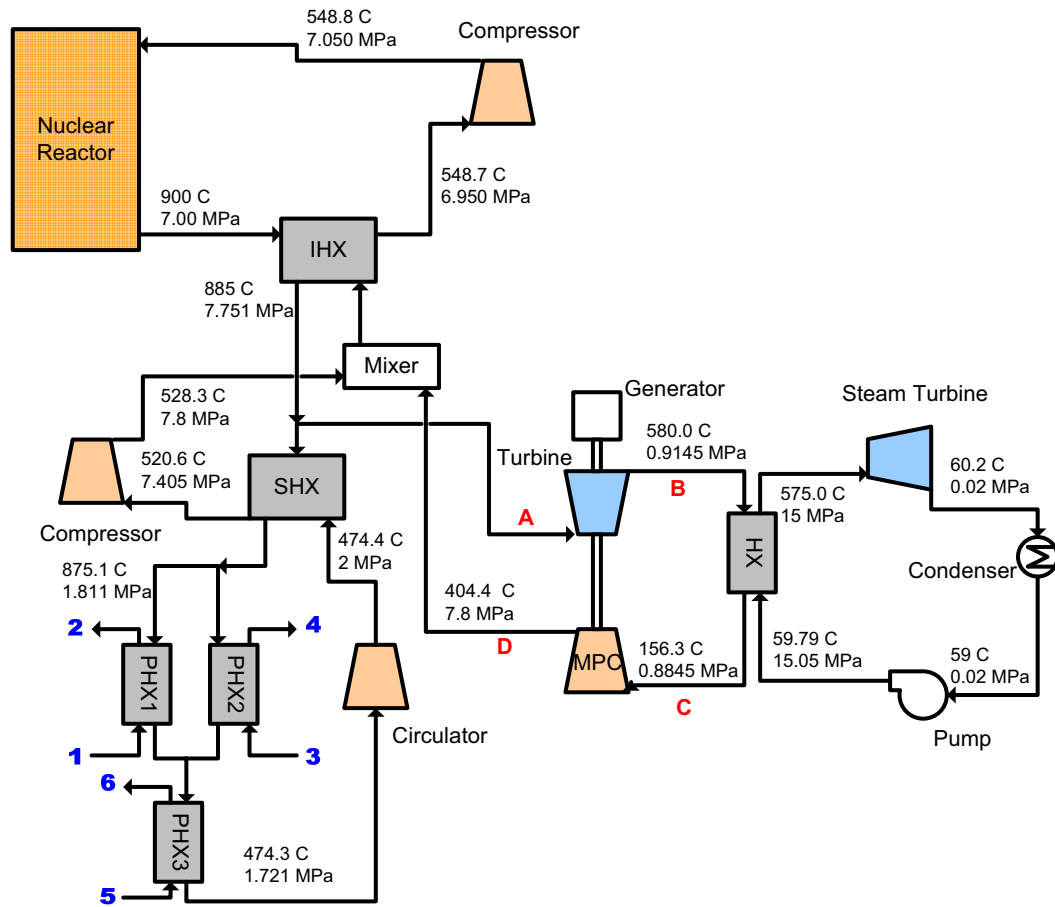 548.8 C
7.050 MPa
Compressor
Nuclear
Reactor
900 C
7.00 MPa
548.7 C
6.950 MPa
IHX
885 C
7.751 MPa
Mixer
528.3 C
7.8 MPa
Generator
Steam Turbine
520.6 C
7.405 MPa
SHX
Turbine
580.0 C
0.9145 MPa
B
60.2 C
0.02 MPa
575.0 C
15 MPa
Compressor
A
HX
474.4 C
2 MPa
Condenser
875.1 C
1.811 MPa
404.4 C
7.8 MPa
D
2
4
PHX1
PHX2
MPC
156.3 C
0.8845 MPa
C
59.79 C
15.05 MPa
59 C
0.02 MPa
1
3
Circulator
Pump
6
PHX3
5
474.3 C
1.721 MPa